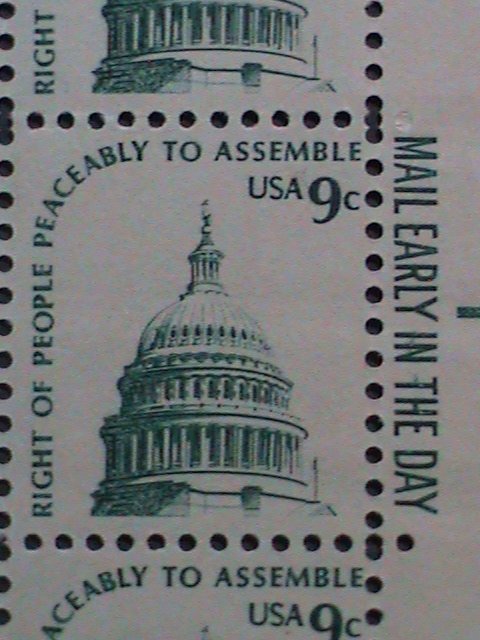 RIGHT
RIGHT OF PEOPLE PEACEABLY TO ASSEMBLE
USA 9c
MAIL EARLY IN THE DAY
ACEABLY TO ASSEMBLE
USA 9c